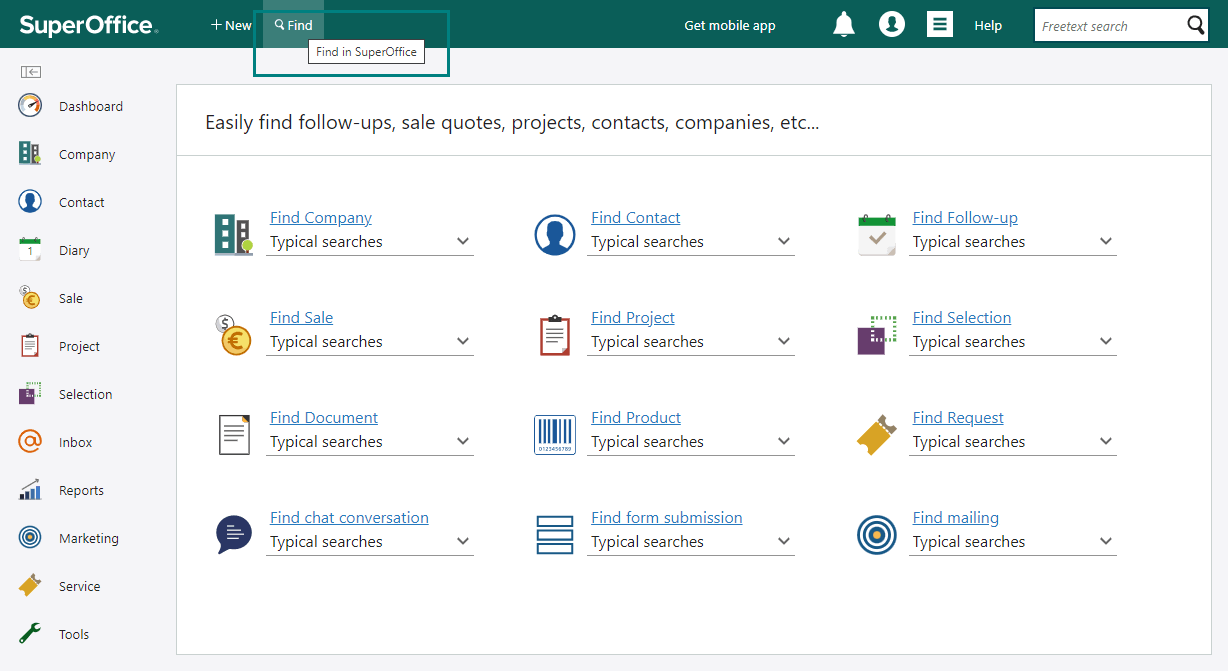 SuperOffice®
+ New
Find
Get mobile app
Help
Freetext search
Find in SuperOffice
Dashboard
Company
Contact
1
Diary
Sale
Project
Selection
Inbox
Reports
Marketing
Service
Tools
Easily find follow-ups, sale quotes, projects, contacts, companies, etc...
Find Company
Typical searches
Find Contact
Typical searches
Find Follow-up
Typical searches
$
€
Find Sale
Typical searches
Find Project
Typical searches
Find Selection
Typical searches
Find Document
Typical searches
0123456789
Find Product
Typical searches
Find Request
Typical searches
Find chat conversation
Typical searches
Find form submission
Typical searches
Find mailing
Typical searches